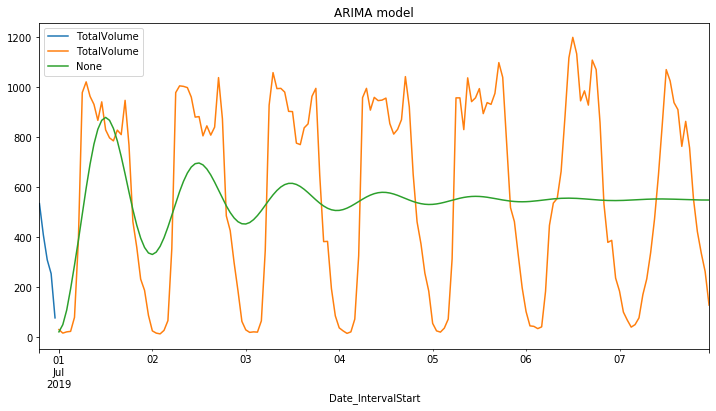 ARIMA model
TotalVolume
TotalVolume
None
1200
1000
800
600
400
200
0
01 02 03 04 05 06 07
Jul
2019
Date_IntervalStart